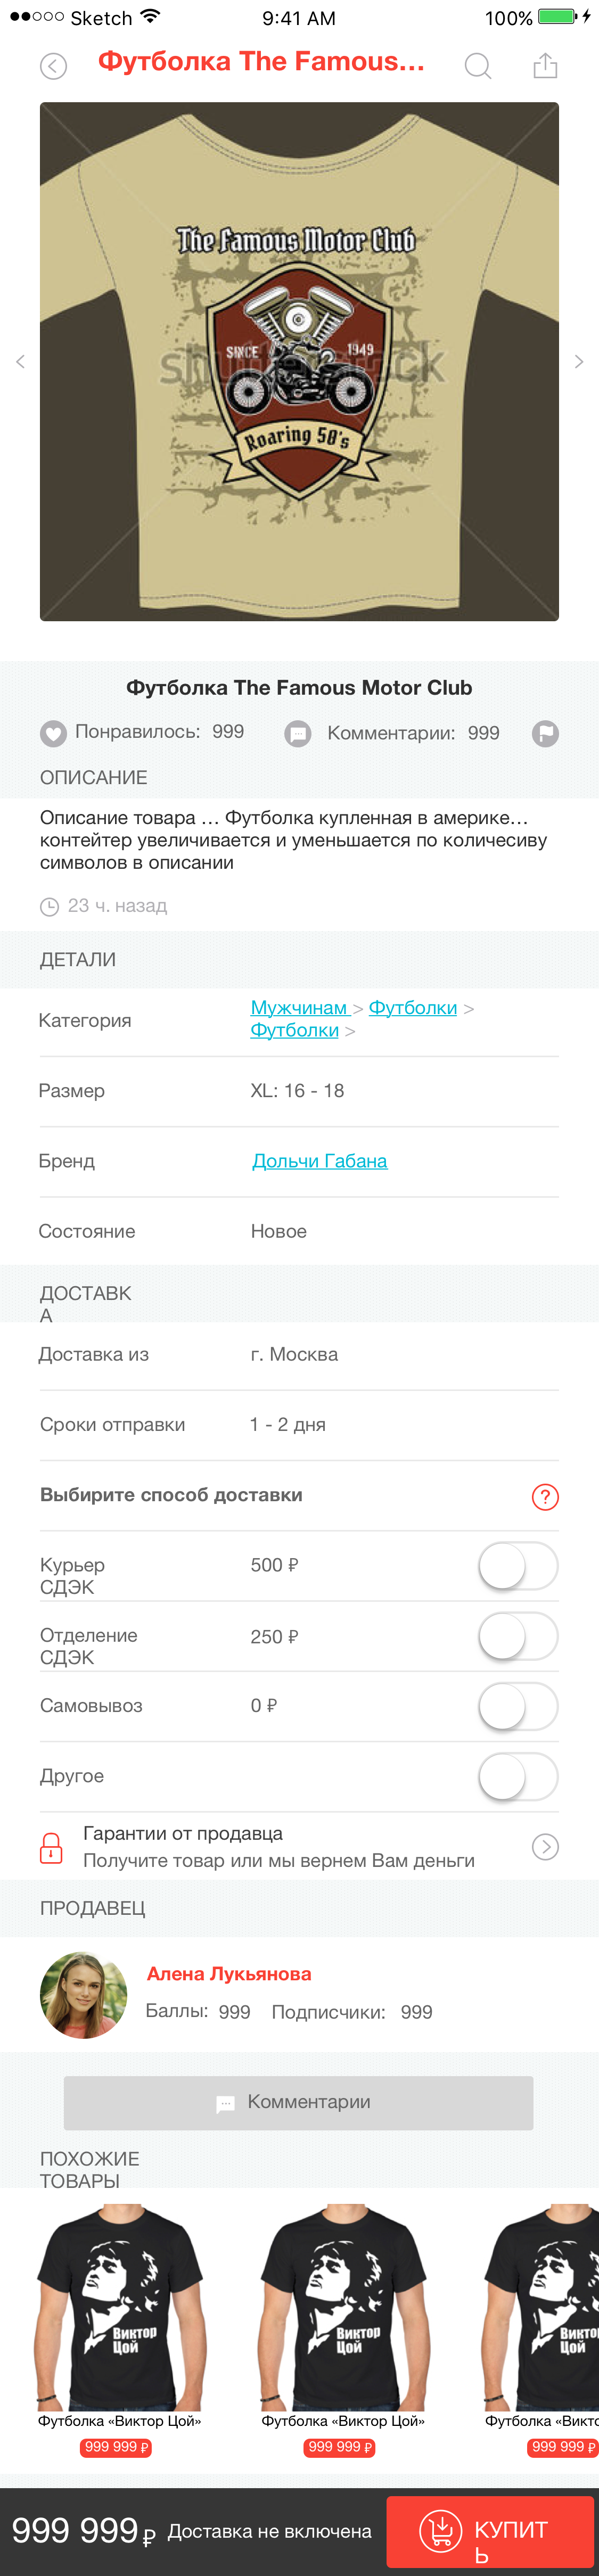 Sketch 9:41 AM 100%
Футболка The Famous...
The Famous Motor Club
SINCE 1949
shutterstock
Roaring 50's
Футболка The Famous Motor Club
Понравилось: 999 Комментарии: 999
ОПИСАНИЕ
Описание товара ... Футболка купленная в америке...
контейтер увеличивается и уменьшается по количесиву
символов в описании
23 ч. назад
ДЕТАЛИ
Категория Мужчинам > Футболки >
Футболки >
Размер XL: 16 - 18
Бренд Дольчи Габана
Состояние Новое
ДОСТАВК
А
Доставка из г. Москва
Сроки отправки 1 - 2 дня
Выбирите способ доставки ?
Курьер 500 ₽
СДЭК
Отделение 250 ₽
СДЭК
Самовывоз 0 ₽
Другое
Гарантии от продавца
Получите товар или мы вернем Вам деньги
ПРОДАВЕЦ
Алена Лукьянова
Баллы: 999 Подписчики: 999
Комментарии
ПОХОЖИЕ
ТОВАРЫ
Виктор Виктор Виктор
Цой Цой Цой
Футболка «Виктор Цой» Футболка «Виктор Цой» Футболка «Викто
999 999 ₽ 999 999 ₽ 999 999 ₽
999 999 ₽ Доставка не включена КУПИТ
Ь